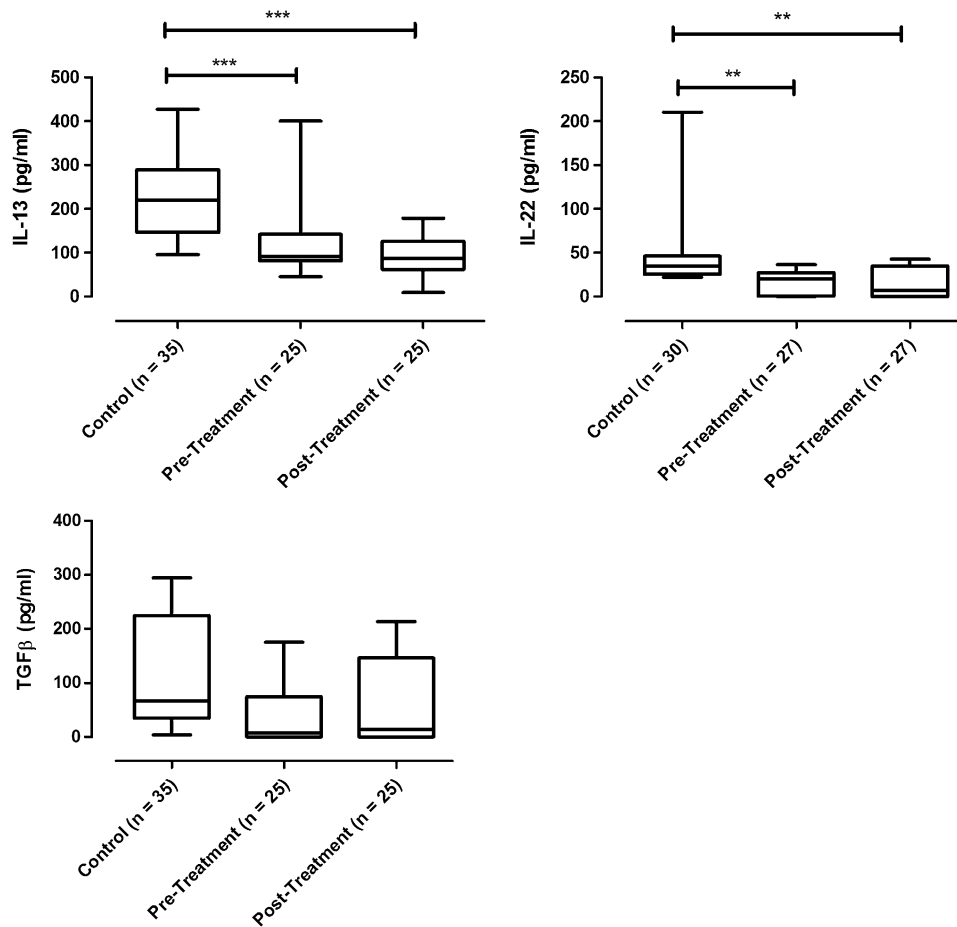 ***
***
500
400
300
200
100
0
IL-13 (pg/ml)
Control (n = 35)
Pre-Treatment (n = 25)
Post-Treatment (n = 25)
**
**
250
200
150
100
50
0
IL-22 (pg/ml)
Control (n = 30)
Pre-Treatment (n = 27)
Post-Treatment (n = 27)
400
300
200
100
0
TGFβ (pg/ml)
Control (n = 35)
Pre-Treatment (n = 25)
Post-Treatment (n = 25)